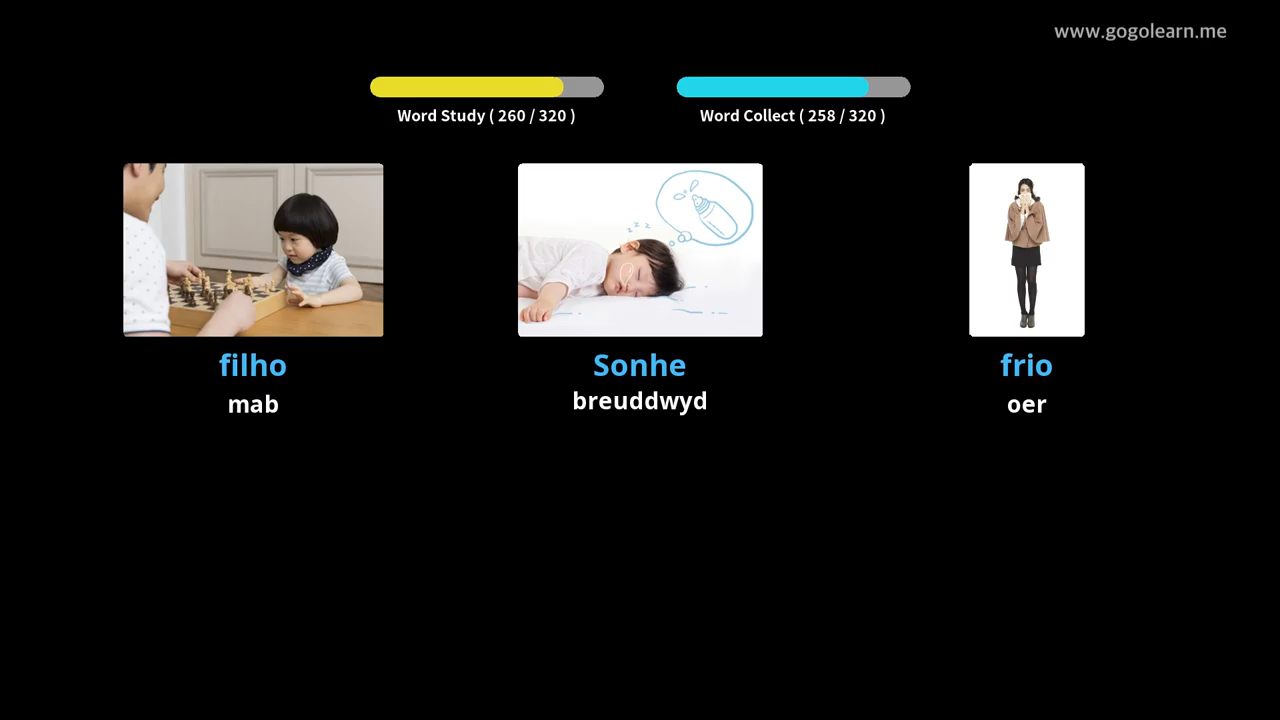 www.gogolearn.me
Word Study ( 260 / 320 )
Word Collect ( 258 / 320 )
z z z
filho
Sonhe
frio
mab
breuddwyd
oer